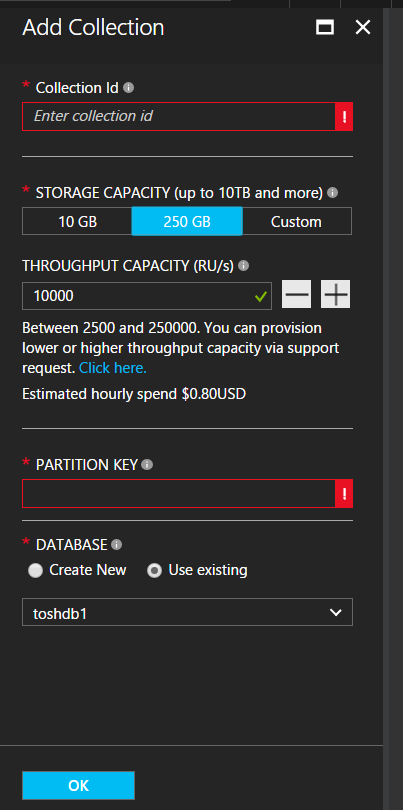 Add Collection
* Collection Id
Enter collection id
!
* STORAGE CAPACITY (up to 10TB and more)
10 GB 250 GB Custom
THROUGHPUT CAPACITY (RU/s)
10000
Between 2500 and 250000. You can provision
lower or higher throughput capacity via support
request. Click here.
Estimated hourly spend $0.80USD
* PARTITION KEY
!
* DATABASE
Create New Use existing
toshdb1
OK